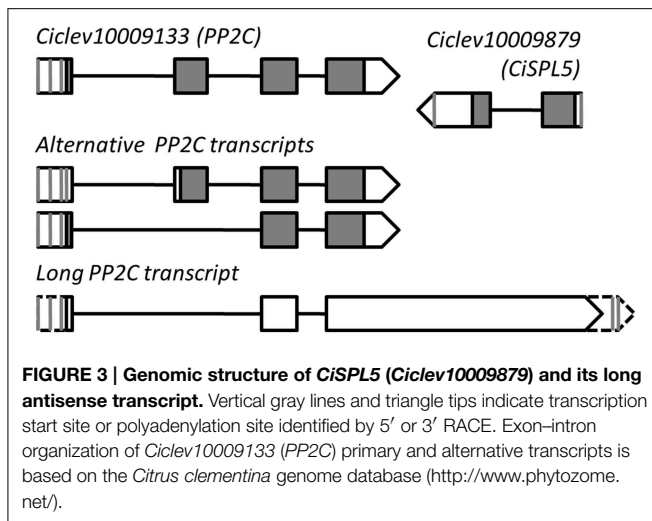 Ciclev10009133 (PP2C)
Ciclev10009879
(CiSPL5)
Alternative PP2C transcripts
Long PP2C transcript
FIGURE 3 | Genomic structure of CiSPL5 (Ciclev10009879) and its long
antisense transcript. Vertical gray lines and triangle tips indicate transcription
start site or polyadenylation site identified by 5′ or 3′ RACE. Exon–intron
organization of Ciclev10009133 (PP2C) primary and alternative transcripts is
based on the Citrus clementina genome database (http://www.phytozome.
net/).